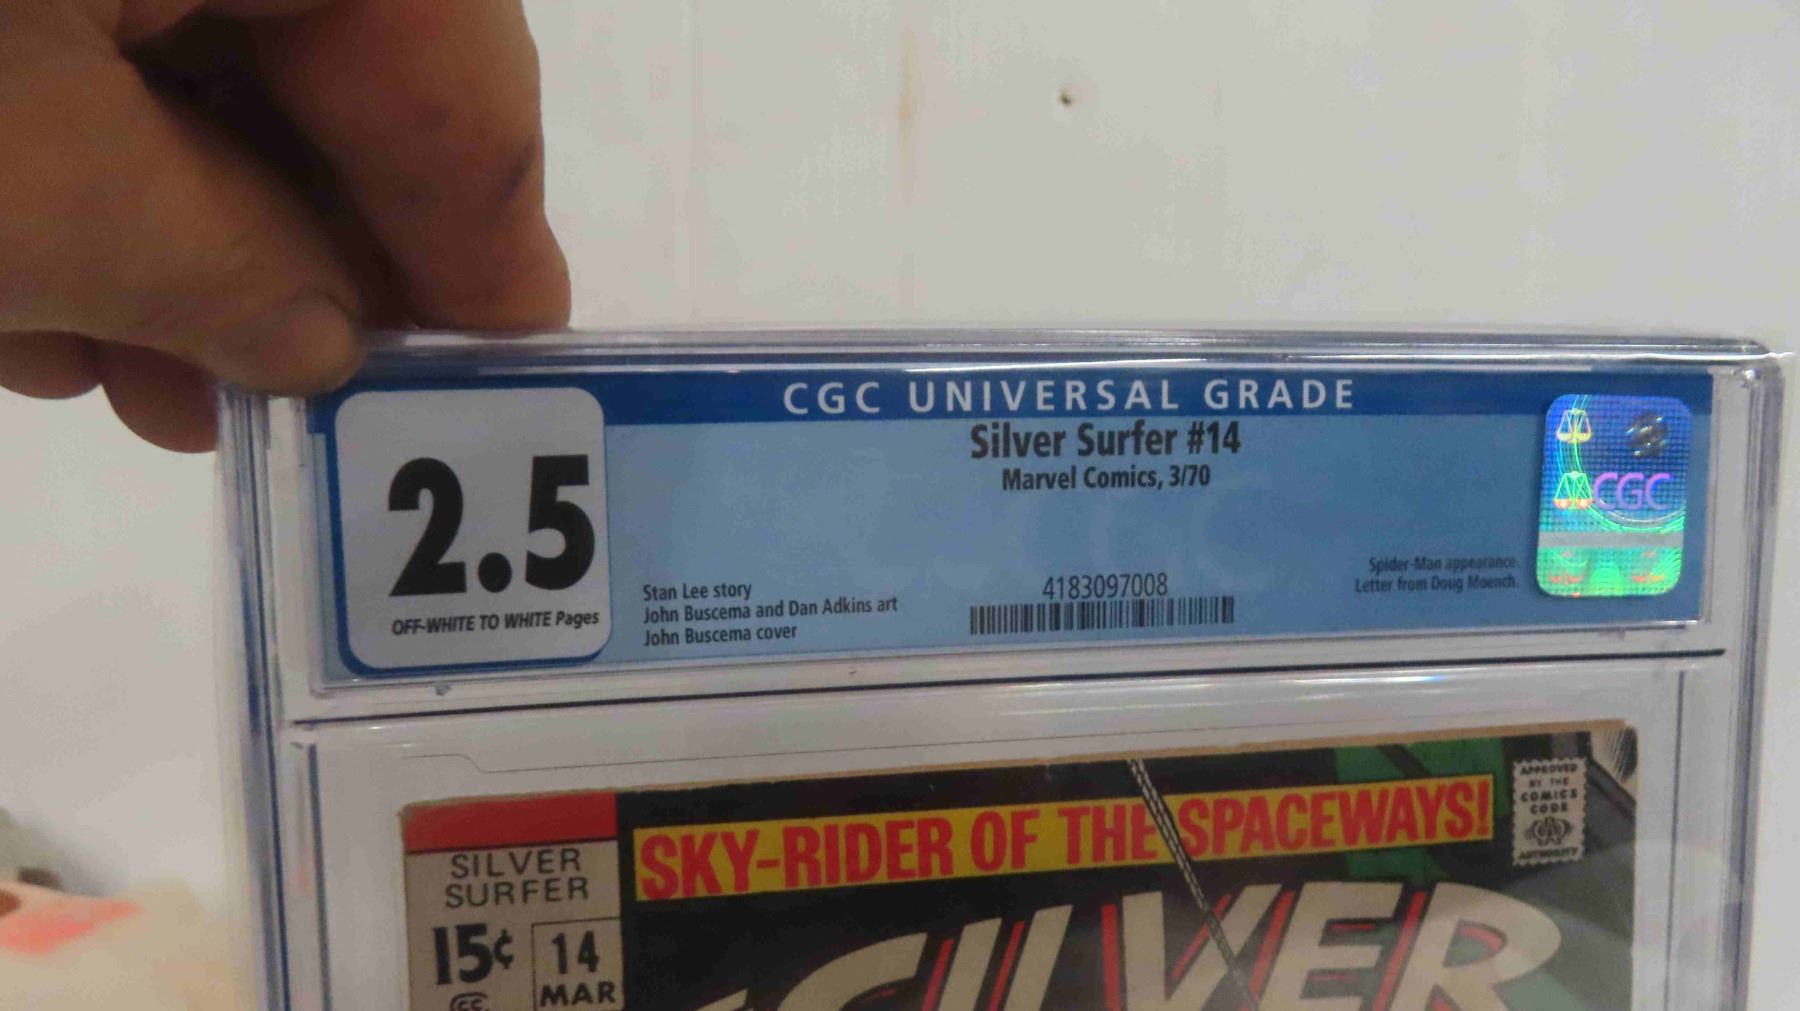 CGC UNIVERSAL GRADE
2.5
OFF-WHITE TO WHITE Pages
Silver Surfer #14
Marvel Comics, 3/70
Stan Lee story
John Buscema and Dan Adkins art
John Buscema cover
4183097008
Spider-Man appearance.
Letter from Doug Moench.
CGC
SILVER
SURFER
15¢
14
MAR
CC
SKY-RIDER OF THE SPACEWAYS!
APPROVED
BY THE
COMICS
CODE
CA
AUTHORITY
SILVER